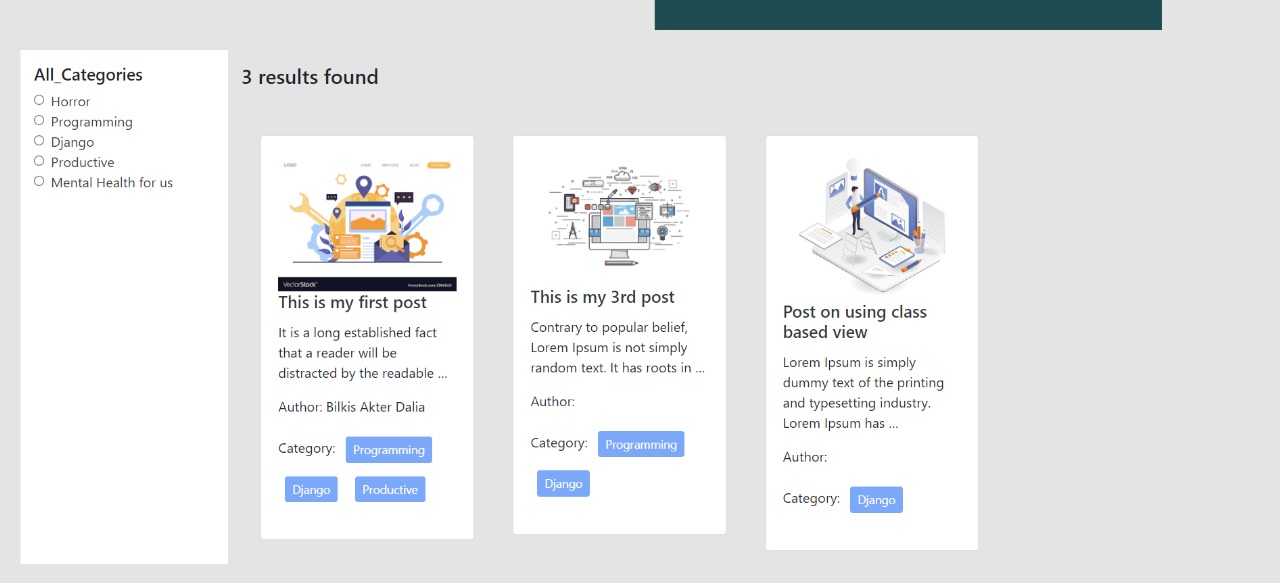 All_Categories
Horror
Programming
Django
Productive
Mental Health for us
3 results found
LOGO
HOME SERVICES BLOG
VectorStock®
VectorStock.com/33944630
This is my first post
It is a long established fact
that a reader will be
distracted by the readable ...
Author: Bilkis Akter Dalia
Category: Programming
Django Productive
This is my 3rd post
Contrary to popular belief,
Lorem Ipsum is not simply
random text. It has roots in ...
Author:
Category: Programming
Django
Post on using class
based view
Lorem Ipsum is simply
dummy text of the printing
and typesetting industry.
Lorem Ipsum has ...
Author:
Category: Django